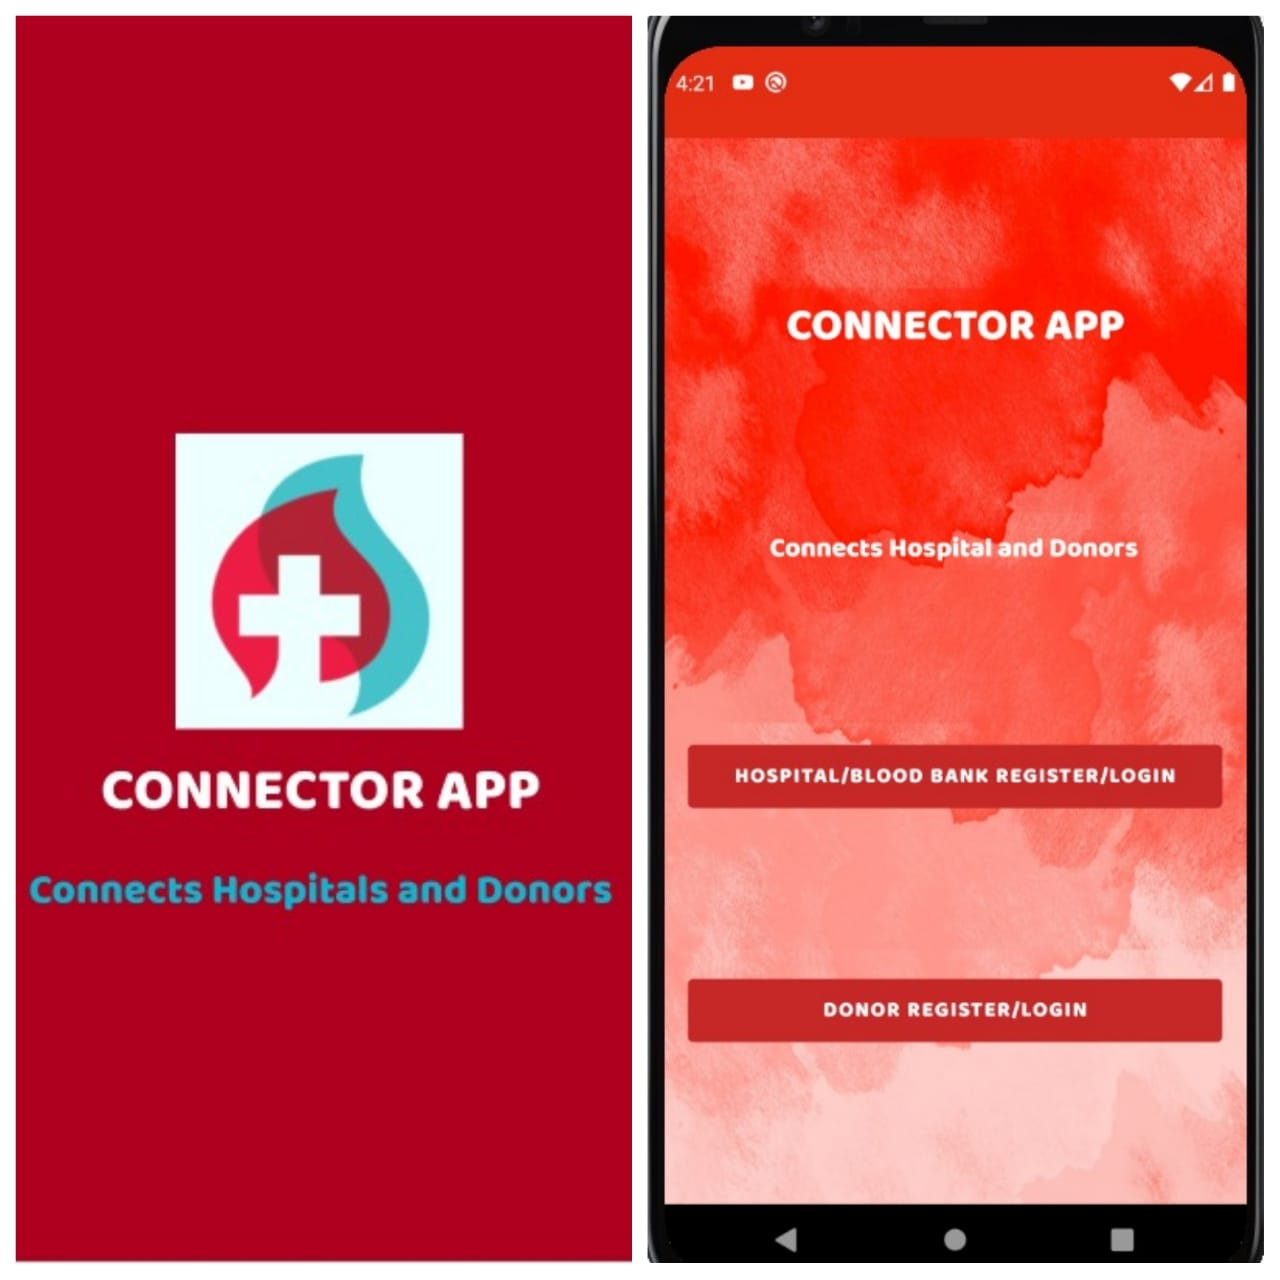 CONNECTOR APP
Connects Hospitals and Donors
4:21
CONNECTOR APP
Connects Hospital and Donors
HOSPITAL/BLOOD BANK REGISTER/LOGIN
DONOR REGISTER/LOGIN